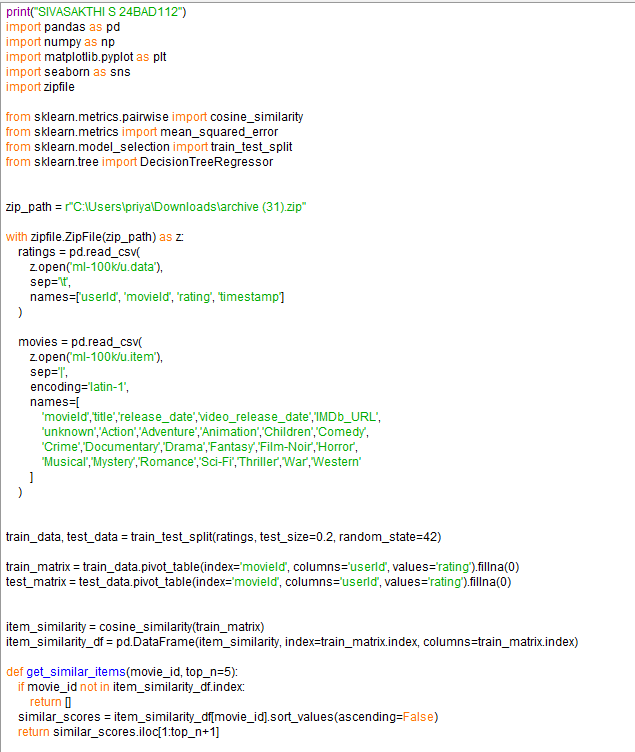 print("SIVASAKTHI S 24BAD112")
import pandas as pd
import numpy as np
import matplotlib.pyplot as plt
import seaborn as sns
import zipfile

from sklearn.metrics.pairwise import cosine_similarity
from sklearn.metrics import mean_squared_error
from sklearn.model_selection import train_test_split
from sklearn.tree import DecisionTreeRegressor


zip_path = r"C:\Users\priya\Downloads\archive (31).zip"

with zipfile.ZipFile(zip_path) as z:
    ratings = pd.read_csv(
        z.open('ml-100k/u.data'),
        sep='\t',
        names=['userId', 'movieId', 'rating', 'timestamp']
    )

    movies = pd.read_csv(
        z.open('ml-100k/u.item'),
        sep='|',
        encoding='latin-1',
        names=[
            'movieId','title','release_date','video_release_date','IMDb_URL',
            'unknown','Action','Adventure','Animation','Children','Comedy',
            'Crime','Documentary','Drama','Fantasy','Film-Noir','Horror',
            'Musical','Mystery','Romance','Sci-Fi','Thriller','War','Western'
        ]
    )


train_data, test_data = train_test_split(ratings, test_size=0.2, random_state=42)

train_matrix = train_data.pivot_table(index='movieId', columns='userId', values='rating').fillna(0)
test_matrix = test_data.pivot_table(index='movieId', columns='userId', values='rating').fillna(0)


item_similarity = cosine_similarity(train_matrix)
item_similarity_df = pd.DataFrame(item_similarity, index=train_matrix.index, columns=train_matrix.index)

def get_similar_items(movie_id, top_n=5):
    if movie_id not in item_similarity_df.index:
        return []
    similar_scores = item_similarity_df[movie_id].sort_values(ascending=False)
    return similar_scores.iloc[1:top_n+1]